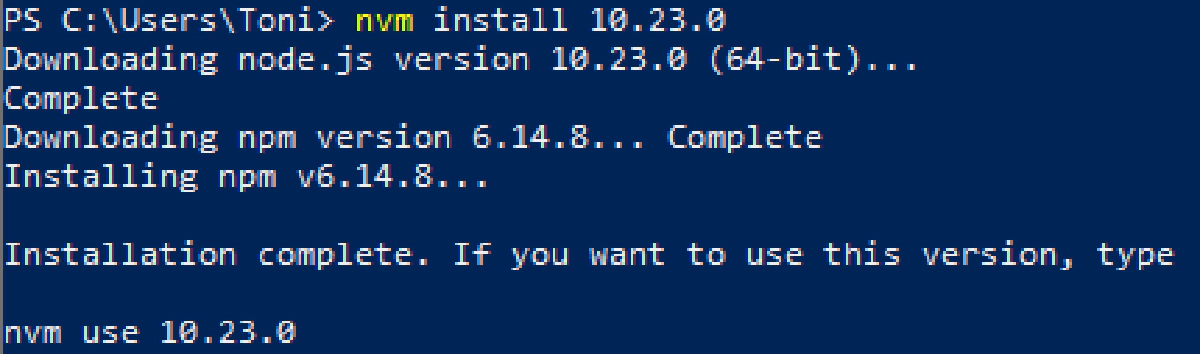 PS C:\Users\Toni> nvm install 10.23.0
Downloading node.js version 10.23.0 (64-bit)...
Complete
Downloading npm version 6.14.8... Complete
Installing npm v6.14.8...
Installation complete. If you want to use this version, type
nvm use 10.23.0